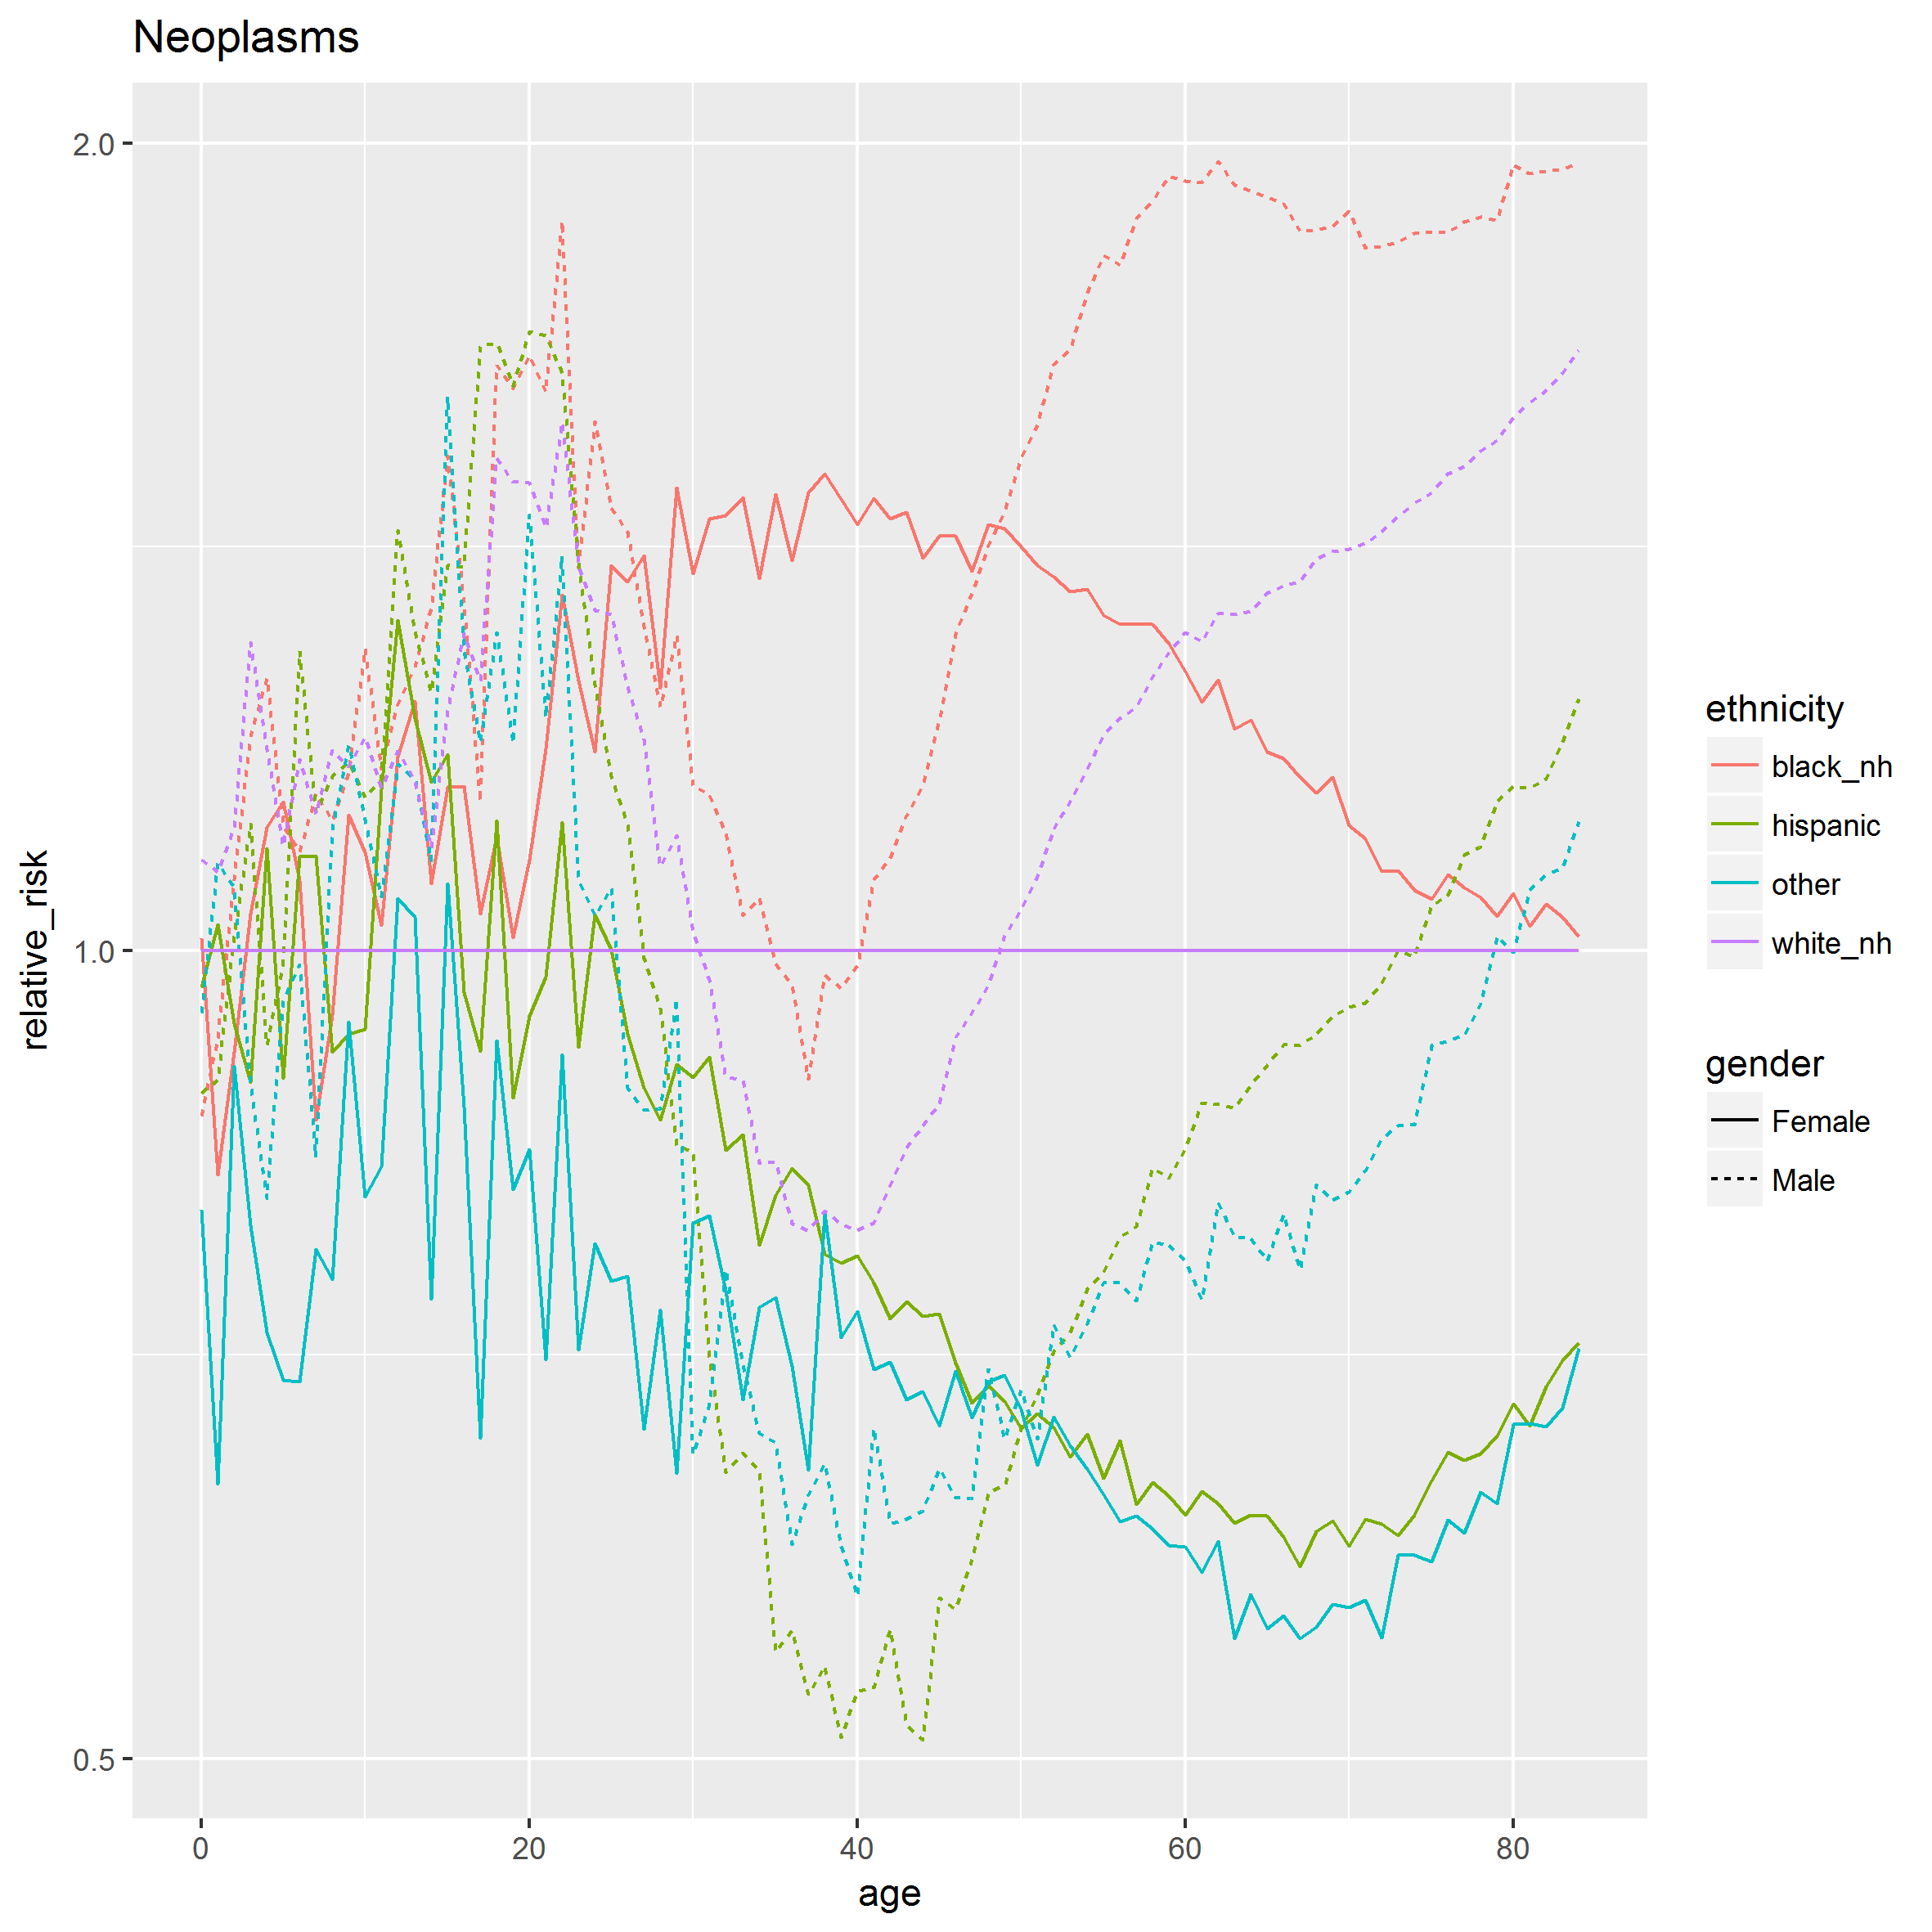 Neoplasms
2.0
1.0
0.5
relative_risk
0
20
40
60
80
age
ethnicity
black_nh
hispanic
other
white_nh
gender
Female
Male